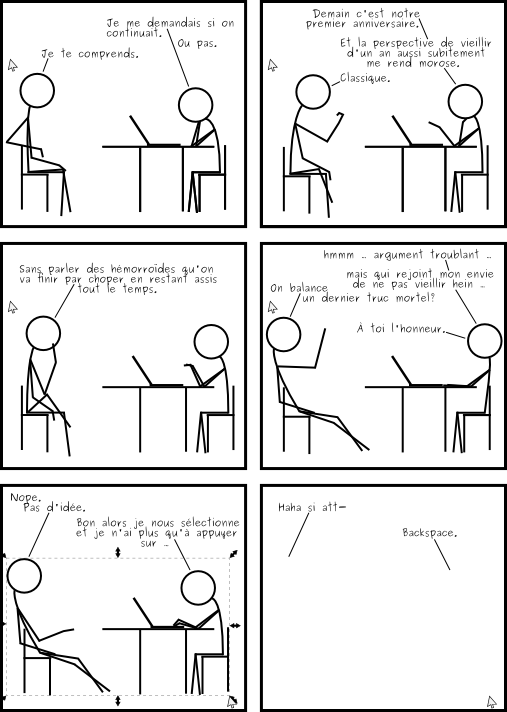 Je me demandais si on
continuait.
Ou pas.
Je te comprends.
Demain c'est notre
premier anniversaire.
Et la perspective de vieillir
d'un an aussi subitement
me rend morose.
Classique.
Sans parler des hémorroïdes qu'on
va finir par choper en restant assis
tout le temps.
hmmm … argument troublant …
mais qui rejoint mon envie
de ne pas vieillir hein …
On balance
un dernier truc mortel?
À toi l'honneur.
Nope.
Pas d'idée.
Bon alors je nous sélectionne
et je n'ai plus qu'à appuyer
sur …
Haha si att—
Backspace.